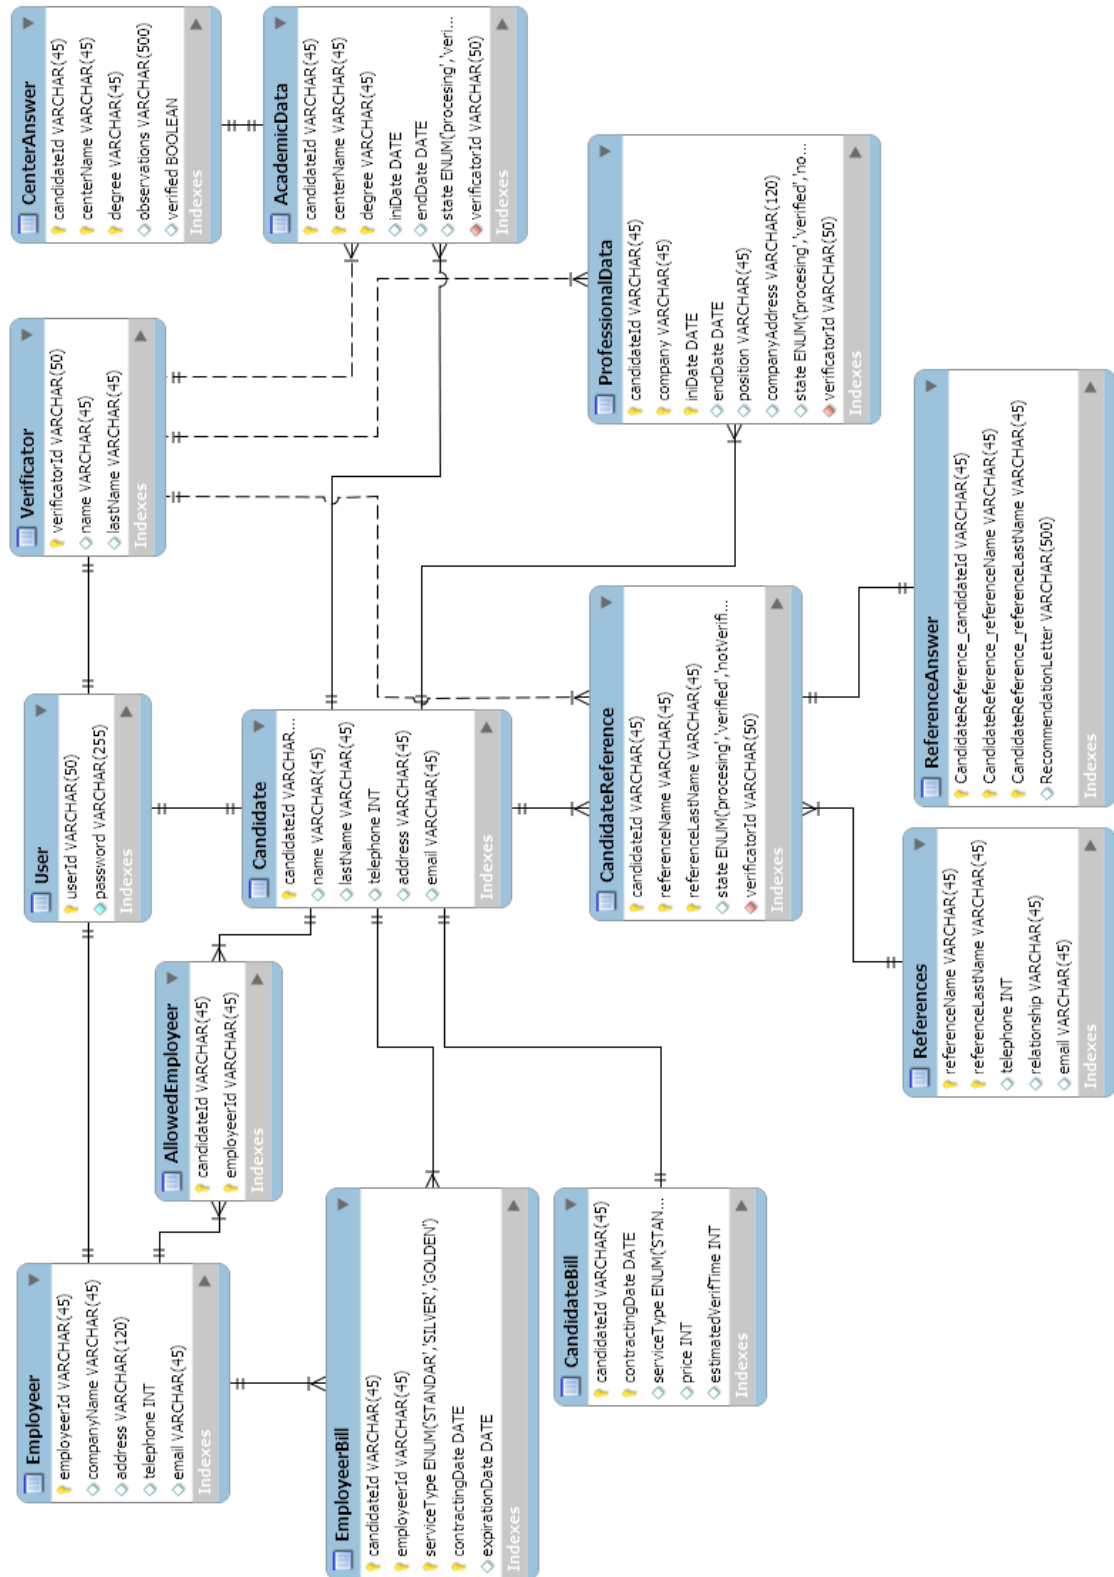 CenterAnswer
candidateId VARCHAR(45)
centerName VARCHAR(45)
degree VARCHAR(45)
observations VARCHAR(500)
verified BOOLEAN
Indexes
AcademicData
candidateId VARCHAR(45)
centerName VARCHAR(45)
degree VARCHAR(45)
iniDate DATE
endDate DATE
state ENUM('procesing','veri...
verificatorId VARCHAR(50)
Indexes
Verificator
verificatorId VARCHAR(50)
name VARCHAR(45)
lastName VARCHAR(45)
Indexes
ProfessionalData
candidateId VARCHAR(45)
company VARCHAR(45)
iniDate DATE
endDate DATE
position VARCHAR(45)
companyAddress VARCHAR(120)
state ENUM('procesing','verified','no...
verificatorId VARCHAR(50)
Indexes
User
userId VARCHAR(50)
password VARCHAR(255)
Indexes
Candidate
candidateId VARCHAR...
name VARCHAR(45)
lastName VARCHAR(45)
telephone INT
address VARCHAR(45)
email VARCHAR(45)
Indexes
CandidateReference
candidateId VARCHAR(45)
referenceName VARCHAR(45)
referenceLastName VARCHAR(45)
state ENUM('procesing','verified','notVerifi...
verificatorId VARCHAR(50)
Indexes
ReferenceAnswer
CandidateReference_candidateId VARCHAR(45)
CandidateReference_referenceName VARCHAR(45)
CandidateReference_referenceLastName VARCHAR(45)
RecommendationLetter VARCHAR(500)
Indexes
AllowedEmployeer
candidateId VARCHAR(45)
employeerId VARCHAR(45)
Indexes
References
referenceName VARCHAR(45)
referenceLastName VARCHAR(45)
telephone INT
relationship VARCHAR(45)
email VARCHAR(45)
Indexes
Employeer
employeerId VARCHAR(45)
companyName VARCHAR(45)
address VARCHAR(120)
telephone INT
email VARCHAR(45)
Indexes
EmployeerBill
candidateId VARCHAR(45)
employeerId VARCHAR(45)
serviceType ENUM('STANDAR','SILVER','GOLDEN')
contractingDate DATE
expirationDate DATE
Indexes
CandidateBill
candidateId VARCHAR(45)
contractingDate DATE
serviceType ENUM('STAN...
price INT
estimatedVerifTime INT
Indexes